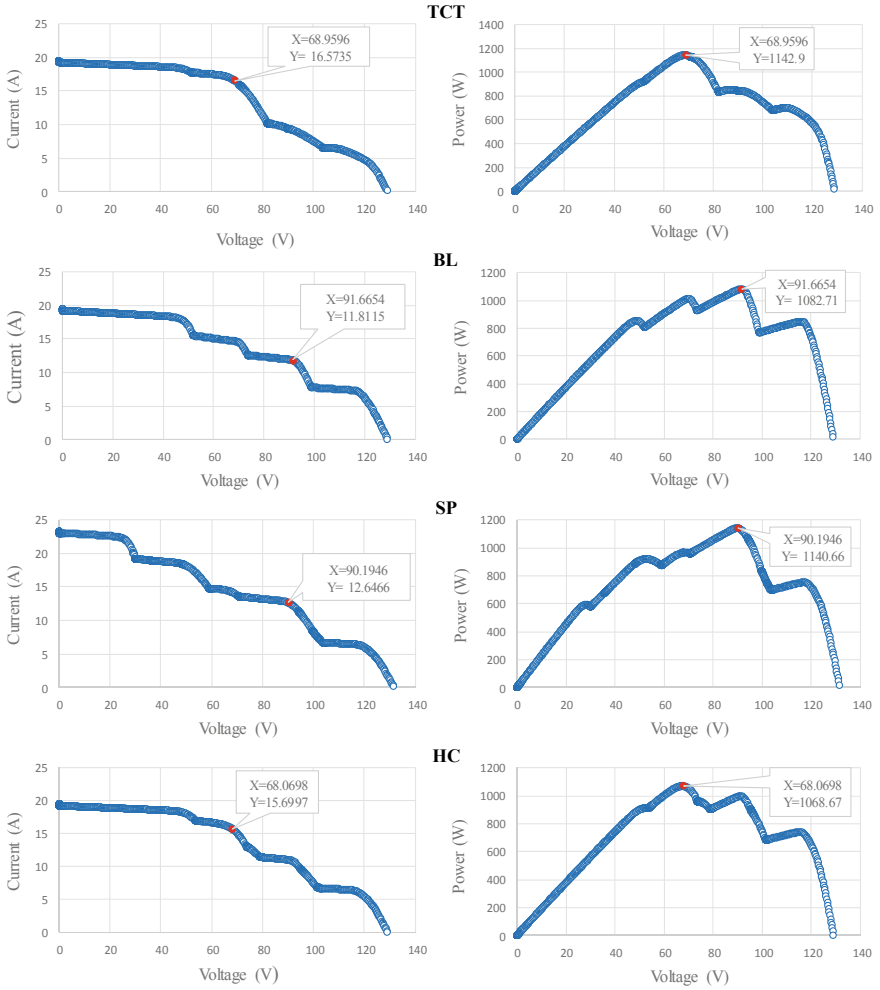 TCT
25
20
15
10
5
0
0 20 40 60 80 100 120 140
Current (A)
Voltage (V)
X=68.9596
Y= 16.5735
1400
1200
1000
800
600
400
200
0
0 20 40 60 80 100 120 140
Power (W)
Voltage (V)
X=68.9596
Y=1142.9
BL
25
20
15
10
5
0
0 20 40 60 80 100 120 140
Current (A)
Voltage (V)
X=91.6654
Y=11.8115
1200
1000
800
600
400
200
0
0 20 40 60 80 100 120 140
Power (W)
Voltage (V)
X=91.6654
Y= 1082.71
SP
25
20
15
10
5
0
0 20 40 60 80 100 120 140
Current (A)
Voltage (V)
X=90.1946
Y= 12.6466
1200
1000
800
600
400
200
0
0 20 40 60 80 100 120 140
Power (W)
Voltage (V)
X=90.1946
Y= 1140.66
HC
25
20
15
10
5
0
0 20 40 60 80 100 120 140
Current (A)
Voltage (V)
X=68.0698
Y=15.6997
1200
1000
800
600
400
200
0
0 20 40 60 80 100 120 140
Power (W)
Voltage (V)
X=68.0698
Y=1068.67